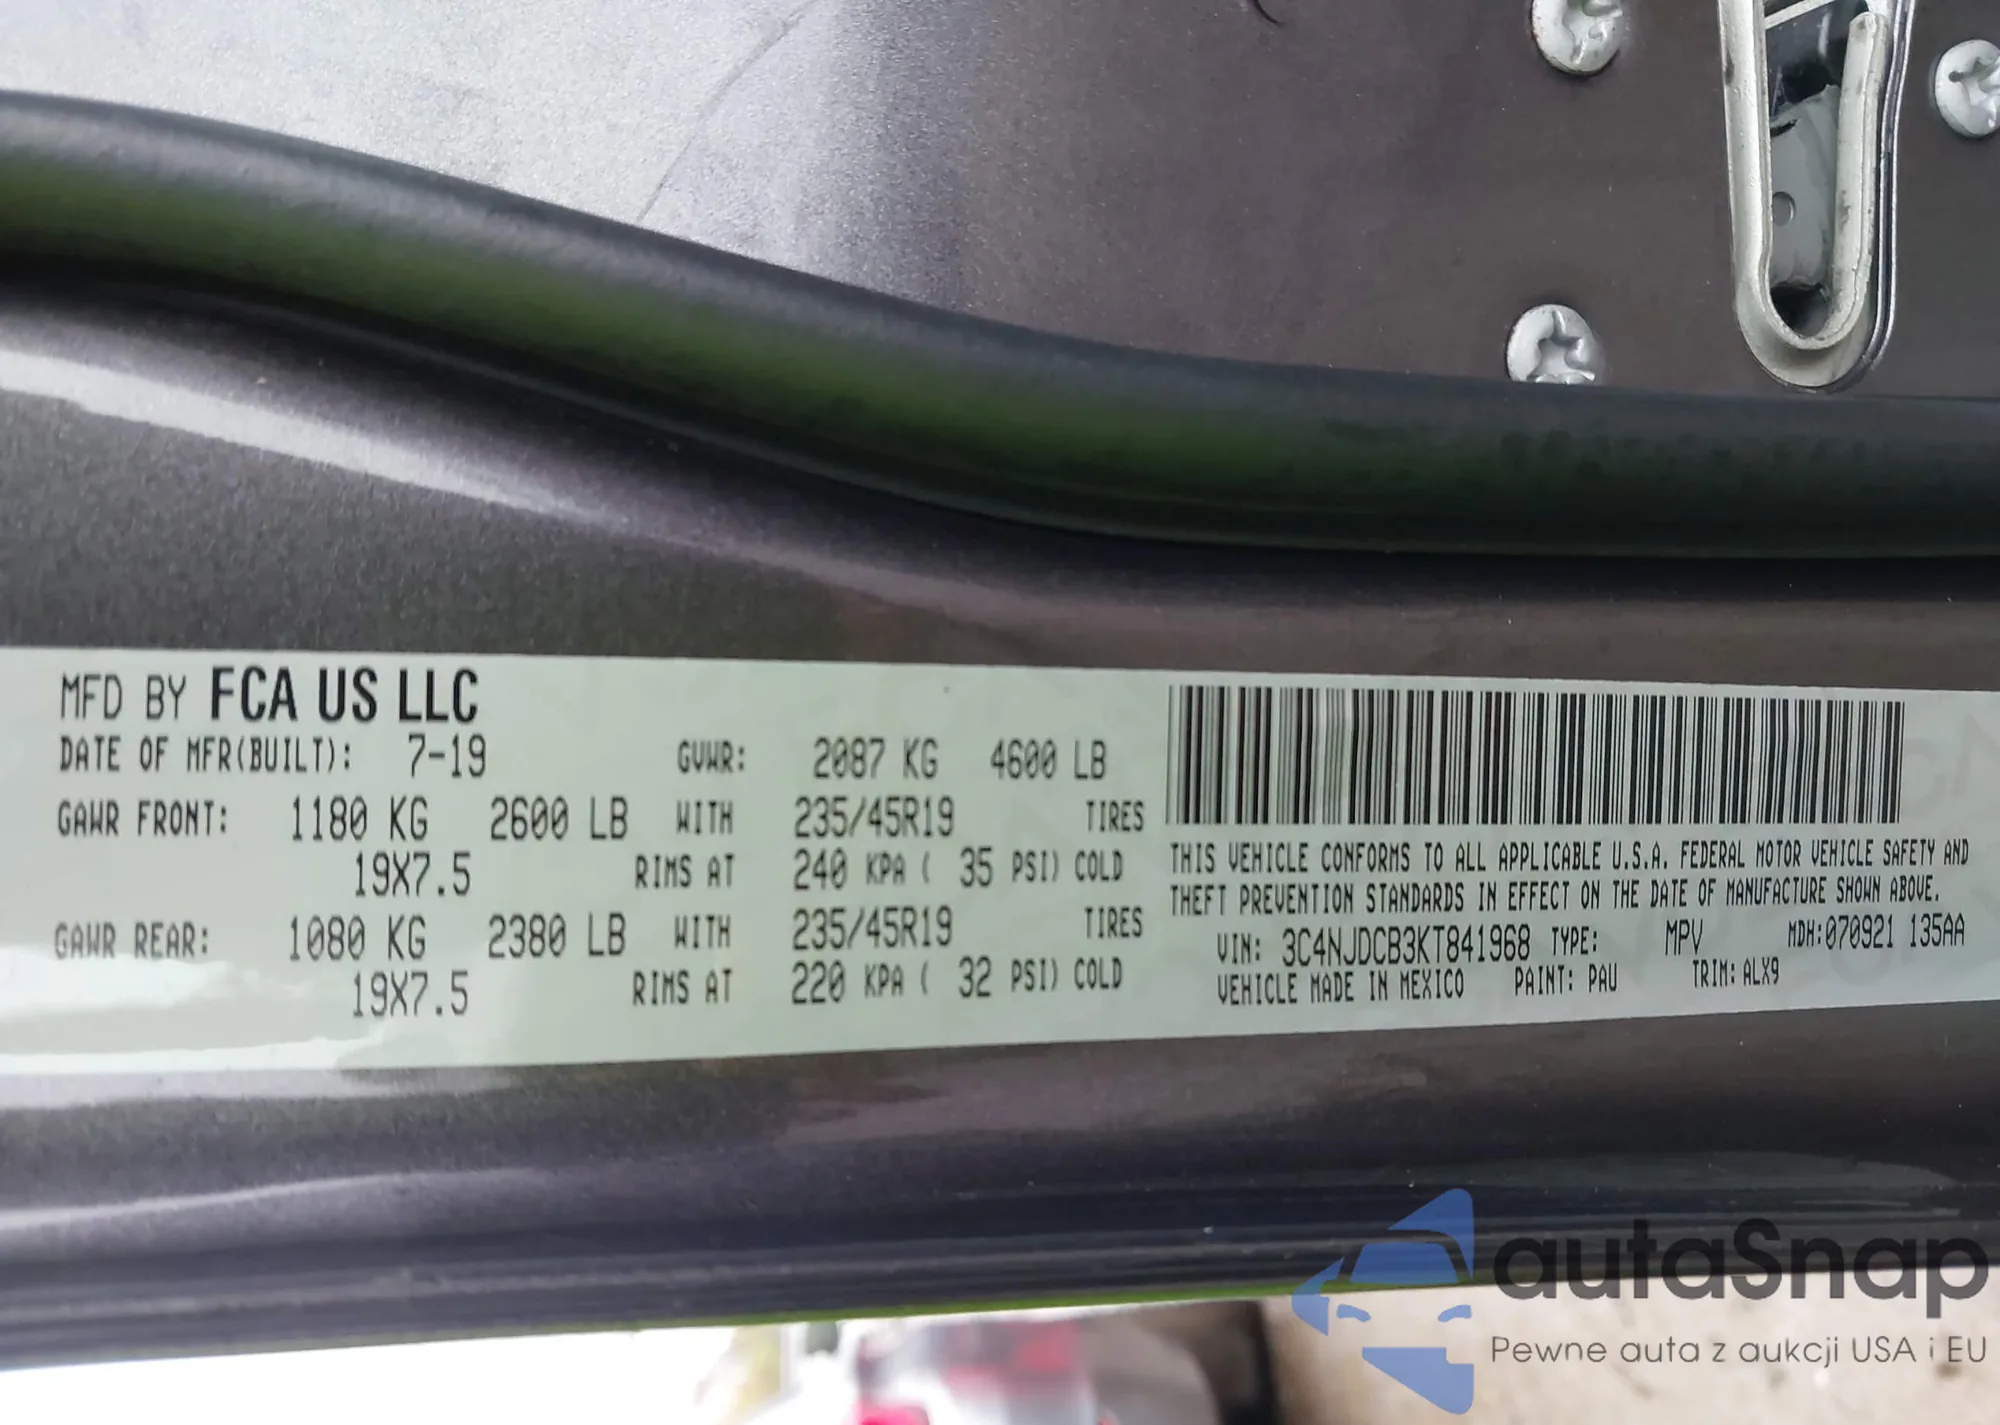 MFD BY FCA US LLC
DATE OF MFR(BUILT): 7-19 GVWR: 2087 KG 4600 LB
GAWR FRONT: 1180 KG 2600 LB WITH 235/45R19 TIRES
19X7.5 RIMS AT 240 KPA ( 35 PSI) COLD
GAWR REAR: 1080 KG 2380 LB WITH 235/45R19 TIRES
19X7.5 RIMS AT 220 KPA ( 32 PSI) COLD
THIS VEHICLE CONFORMS TO ALL APPLICABLE U.S.A. FEDERAL MOTOR VEHICLE SAFETY AND
THEFT PREVENTION STANDARDS IN EFFECT ON THE DATE OF MANUFACTURE SHOWN ABOVE.
VIN: 3C4NJDCB3KT841968 TYPE: MPV MDH:070921 135AA
VEHICLE MADE IN MEXICO PAINT: PAU TRIM:ALX9
autaSnap
Pewne auta z aukcji USA i EU